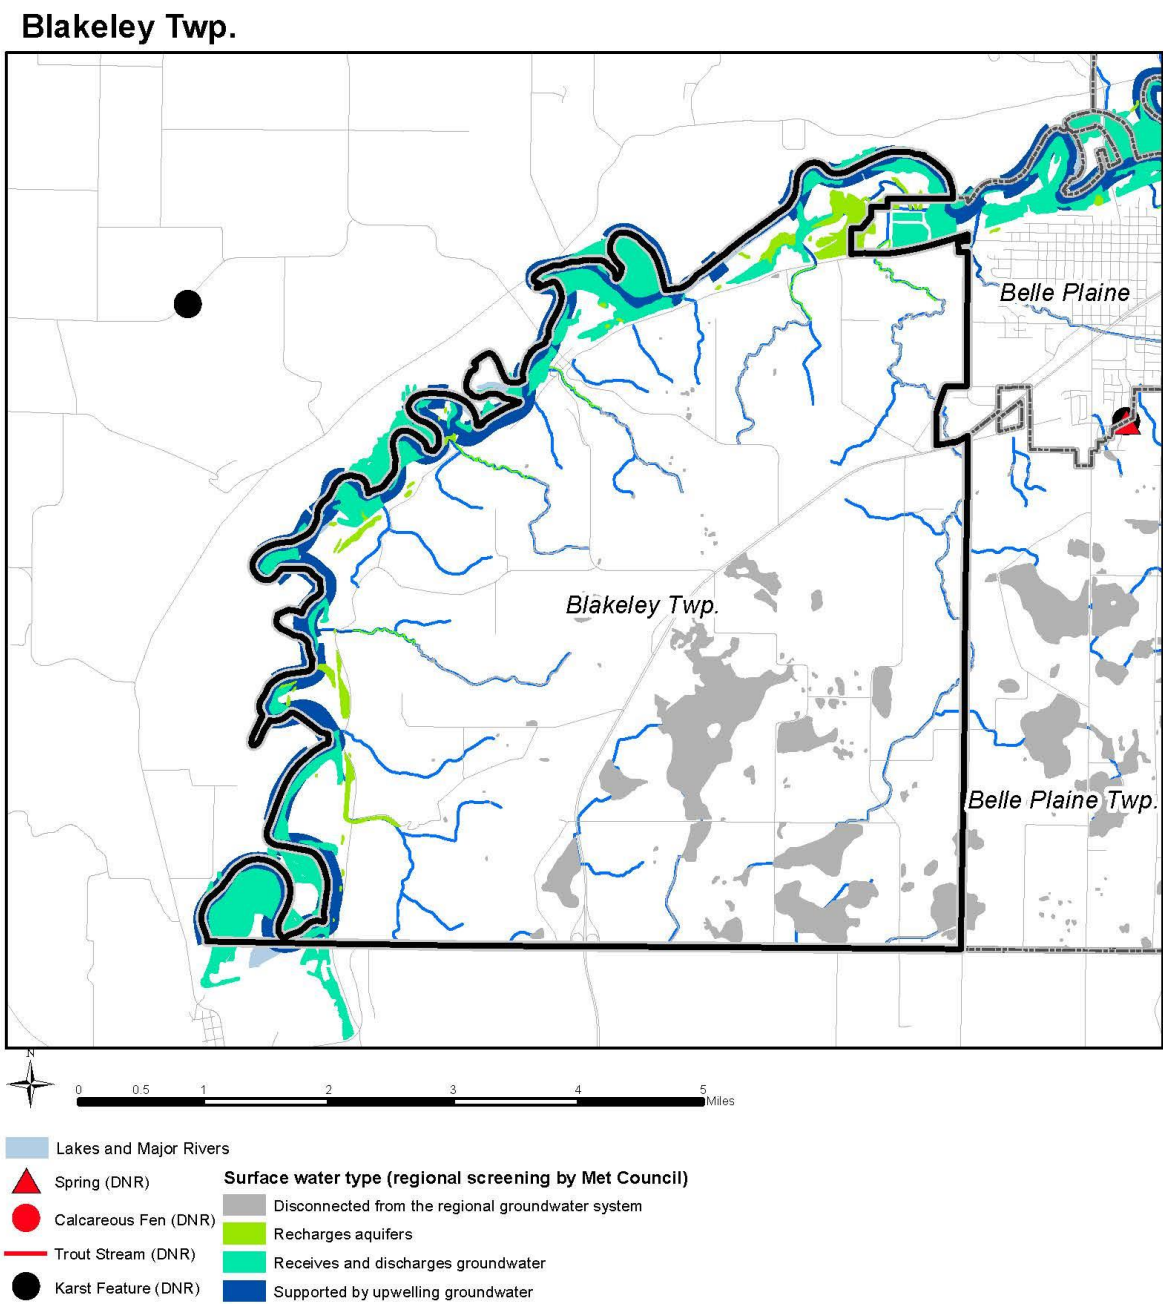 Blakeley Twp.
Belle Plaine
Blakeley Twp.
Belle Plaine Twp.
N
0 0.5 1 2 3 4 5
Miles
Lakes and Major Rivers
Spring (DNR)
Calcareous Fen (DNR)
Trout Stream (DNR)
Karst Feature (DNR)
Surface water type (regional screening by Met Council)
Disconnected from the regional groundwater system
Recharges aquifers
Receives and discharges groundwater
Supported by upwelling groundwater